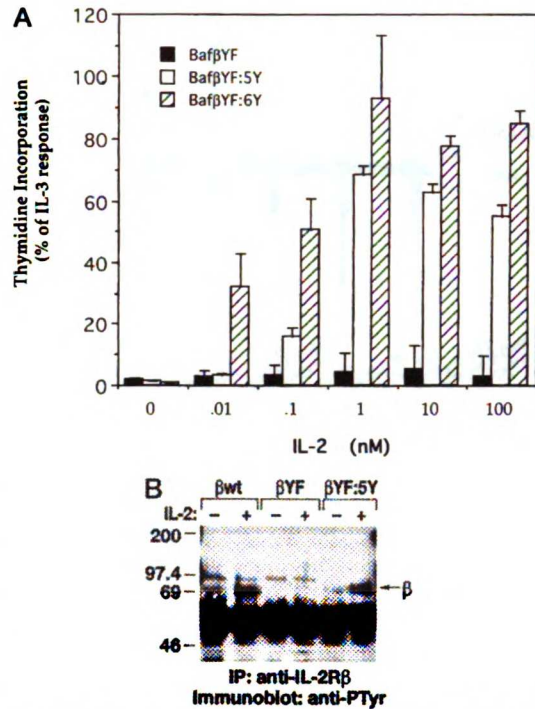 A
Thymidine Incorporation
(% of IL-3 response)
120
100
80
60
40
20
0
BafβYF
BafβYF:5Y
BafβYF:6Y
0 .01 .1 1 10 100
IL-2 (nM)
B
βwt βYF βYF:5Y
IL-2: − + − + − +
200
97.4
69
46
β
IP: anti-IL-2Rβ
Immunoblot: anti-PTyr